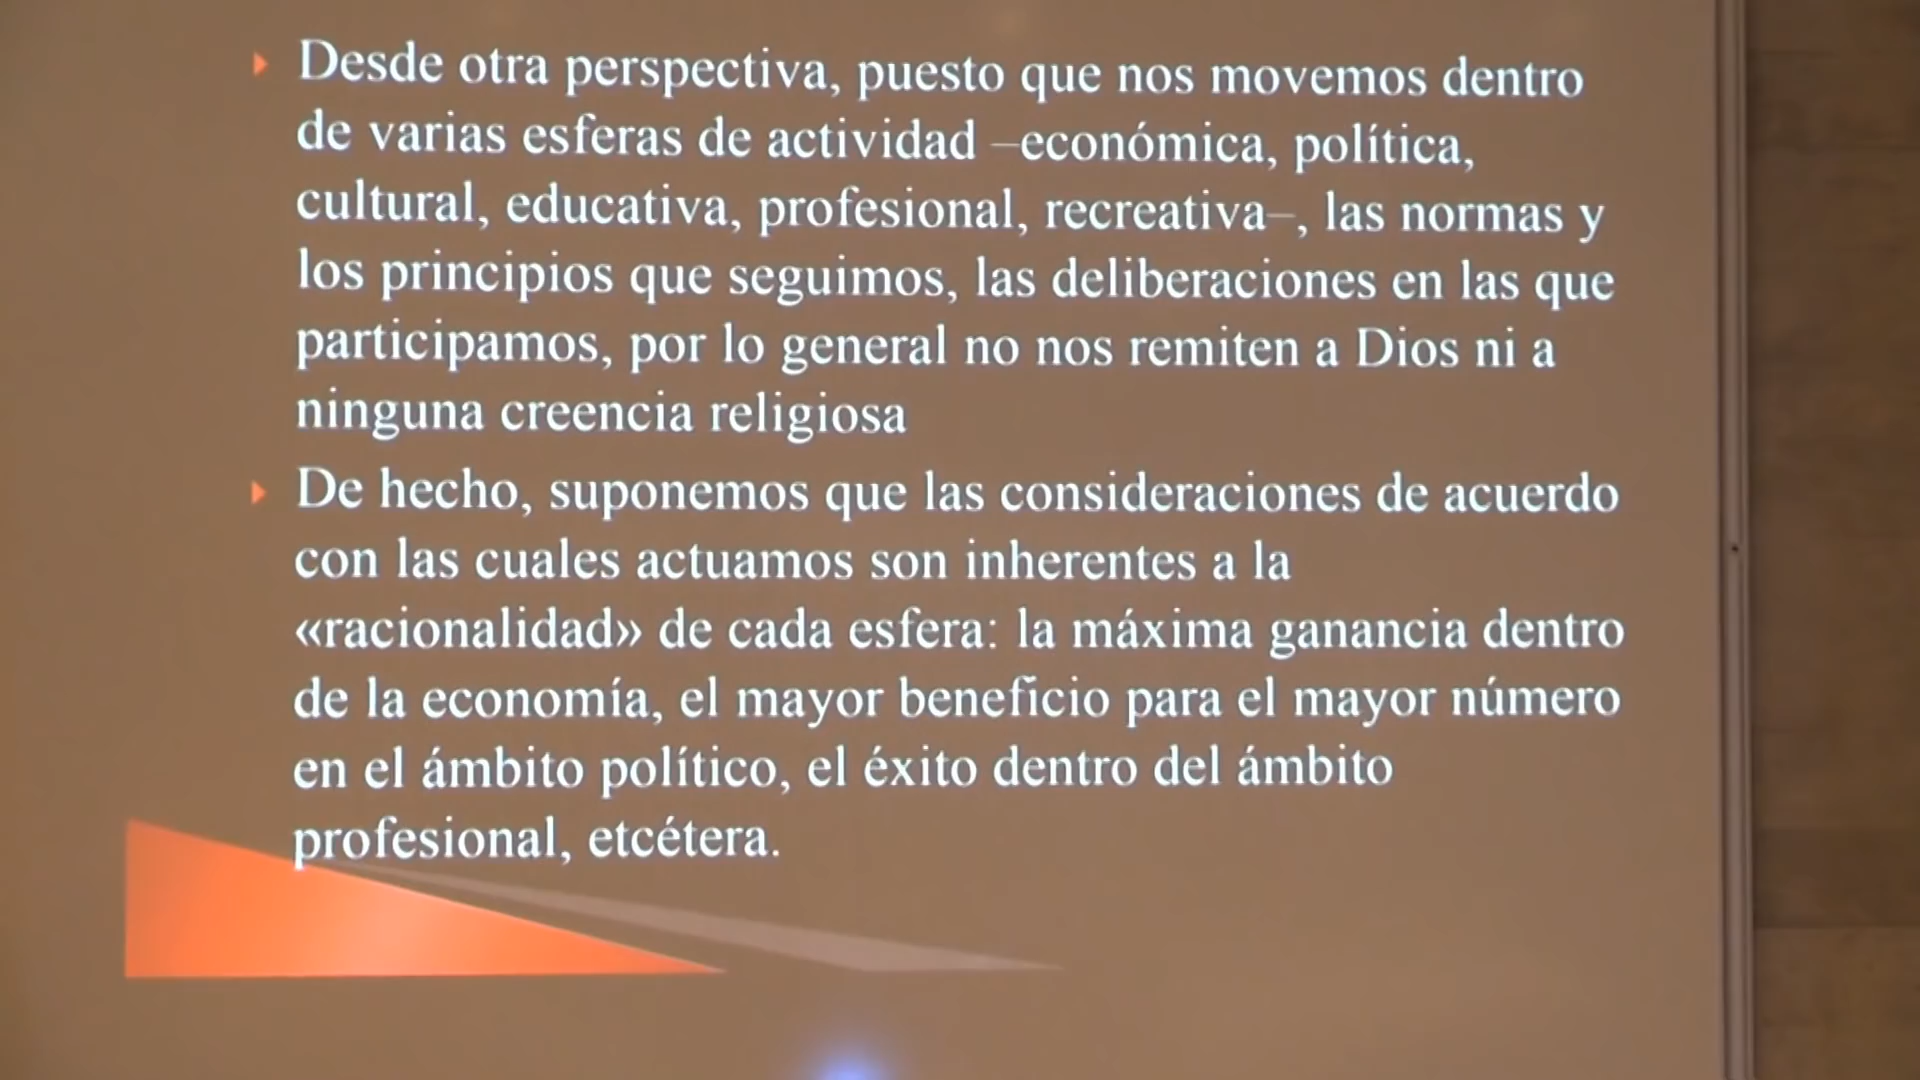 Desde otra perspectiva, puesto que nos movemos dentro
de varias esferas de actividad –económica, política,
cultural, educativa, profesional, recreativa–, las normas y
los principios que seguimos, las deliberaciones en las que
participamos, por lo general no nos remiten a Dios ni a
ninguna creencia religiosa
De hecho, suponemos que las consideraciones de acuerdo
con las cuales actuamos son inherentes a la
«racionalidad» de cada esfera: la máxima ganancia dentro
de la economía, el mayor beneficio para el mayor número
en el ámbito político, el éxito dentro del ámbito
profesional, etcétera.